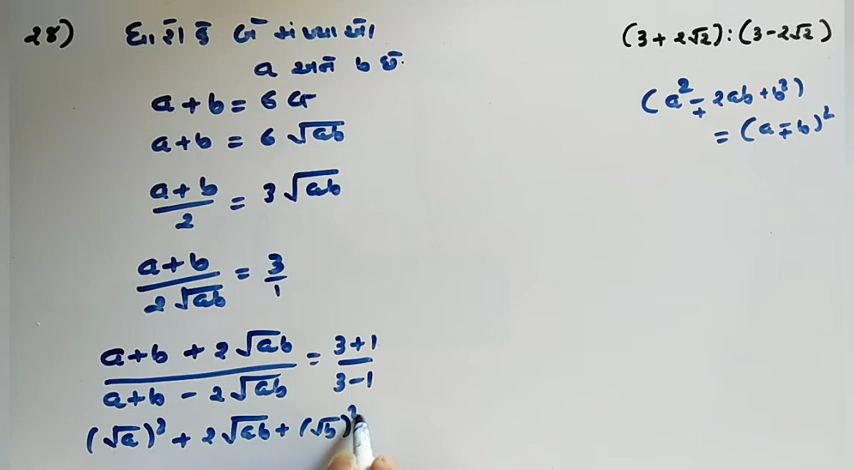 28) ધારો કે બે સંખ્યાઓ
a અને b છે.
a + b = 6 G
a + b = 6 √ab
a + b / 2 = 3 √ab
a + b / 2 √ab = 3 / 1
a + b + 2 √ab / a + b - 2 √ab = 3 + 1 / 3 - 1
(√a)² + 2 √ab + (√b)²
(3 + 2√2) : (3 - 2√2)
(a² ∓ 2ab + b²)
= (a ∓ b)²